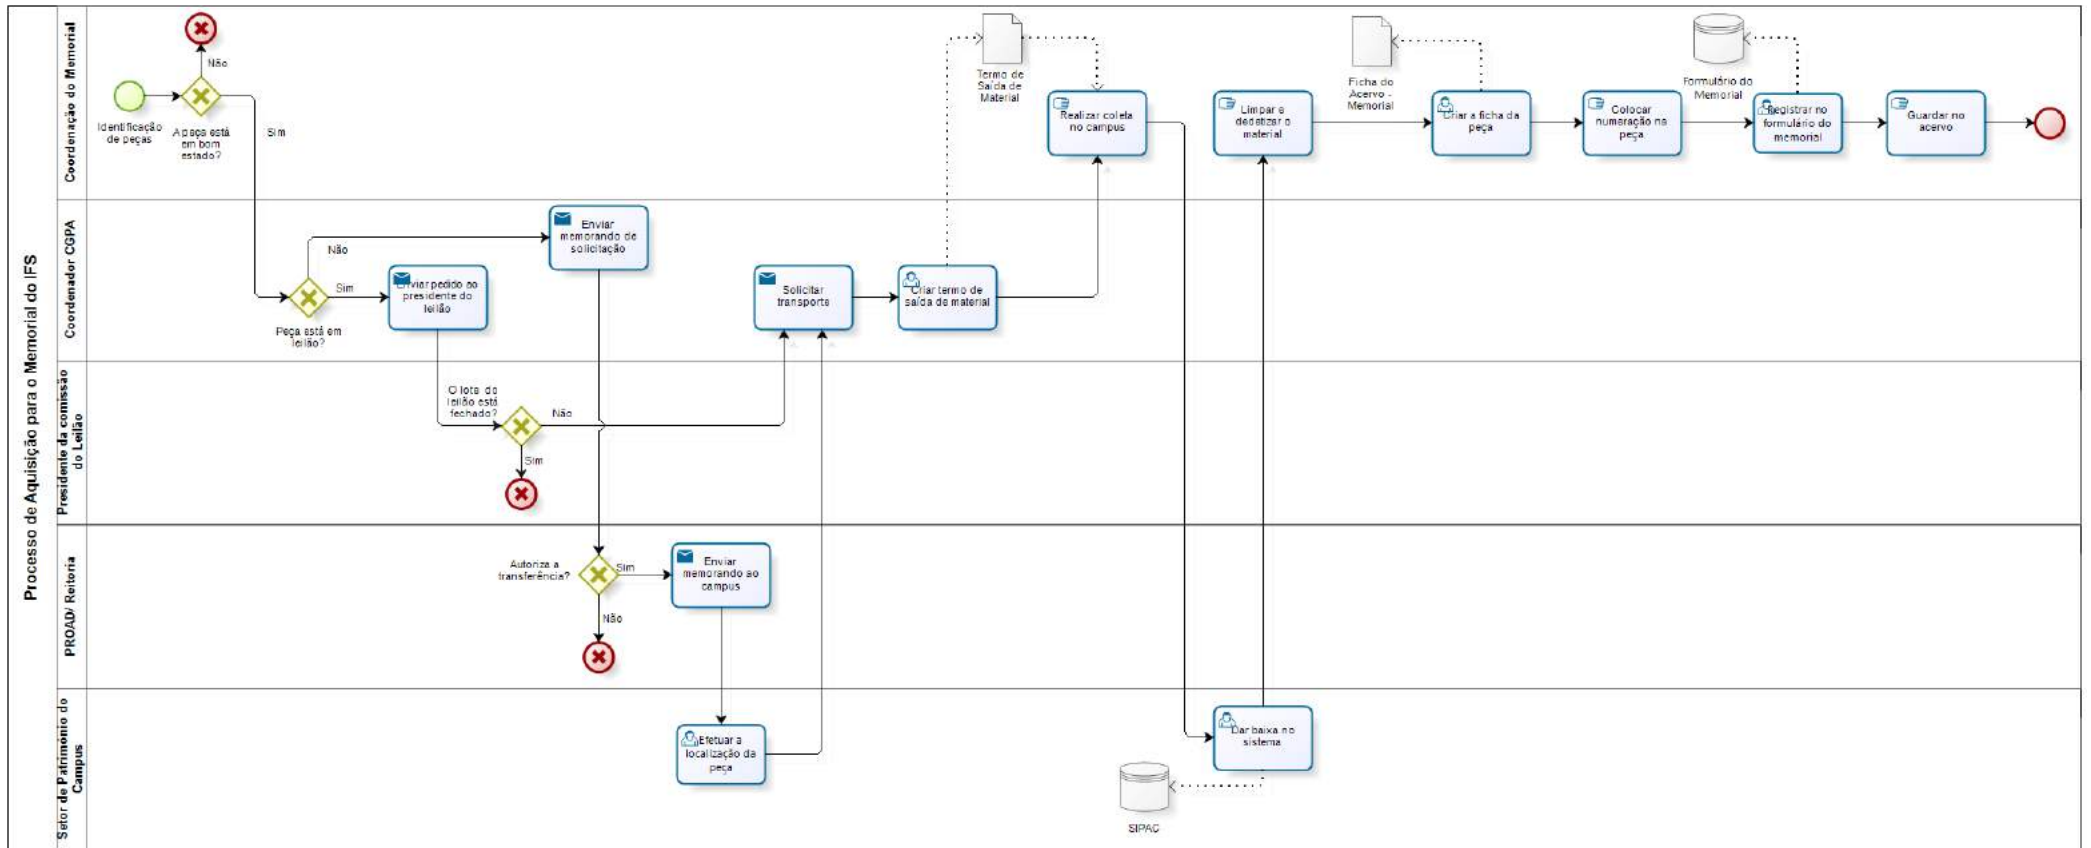 Processo de Aquisição para o Memorial do IFS
Coordenação do Memorial
Identificação
de peças
Não
A peça está
em bom
estado?
Sim
Termo de
Saída de
Material
Realizar coleta
no campus
Limpar e
dedetizar o
material
Ficha do
Acervo -
Memorial
Criar a ficha da
peça
Colocar
numeração na
peça
Formulário do
Memorial
Registrar no
formulário do
memorial
Guardar no
acervo
Coordenador CGPA
Peça está em
leilão?
Não
Sim
Enviar pedido ao
presidente do
leilão
Enviar
memorando de
solicitação
Solicitar
transporte
Criar termo de
saída de material
Presidente da comissão
do Leilão
O lote do
leilão está
fechado?
Não
Sim
PROAD/ Reitoria
Autoriza a
transferência?
Sim
Não
Enviar
memorando ao
campus
Setor de Patrimônio do
Campus
Efetuar a
localização da
peça
Dar baixa no
sistema
SIPAC